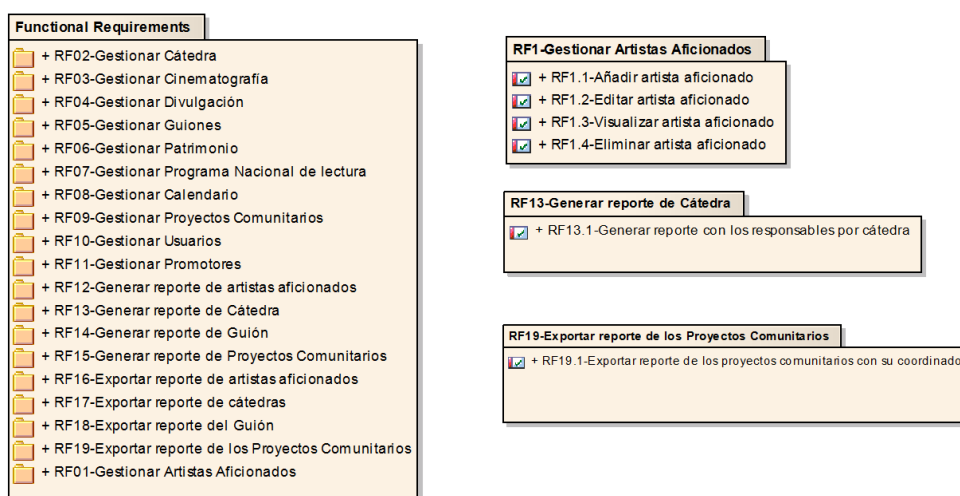 Functional Requirements
+ RF02-Gestionar Cátedra
+ RF03-Gestionar Cinematografía
+ RF04-Gestionar Divulgación
+ RF05-Gestionar Guiones
+ RF06-Gestionar Patrimonio
+ RF07-Gestionar Programa Nacional de lectura
+ RF08-Gestionar Calendario
+ RF09-Gestionar Proyectos Comunitarios
+ RF10-Gestionar Usuarios
+ RF11-Gestionar Promotores
+ RF12-Generar reporte de artistas aficionados
+ RF13-Generar reporte de Cátedra
+ RF14-Generar reporte de Guión
+ RF15-Generar reporte de Proyectos Comunitarios
+ RF16-Exportar reporte de artistas aficionados
+ RF17-Exportar reporte de cátedras
+ RF18-Exportar reporte del Guión
+ RF19-Exportar reporte de los Proyectos Comunitarios
+ RF01-Gestionar Artistas Aficionados
RF1-Gestionar Artistas Aficionados
+ RF1.1-Añadir artista aficionado
+ RF1.2-Editar artista aficionado
+ RF1.3-Visualizar artista aficionado
+ RF1.4-Eliminar artista aficionado
RF13-Generar reporte de Cátedra
+ RF13.1-Generar reporte con los responsables por cátedra
RF19-Exportar reporte de los Proyectos Comunitarios
+ RF19.1-Exportar reporte de los proyectos comunitarios con su coordinado